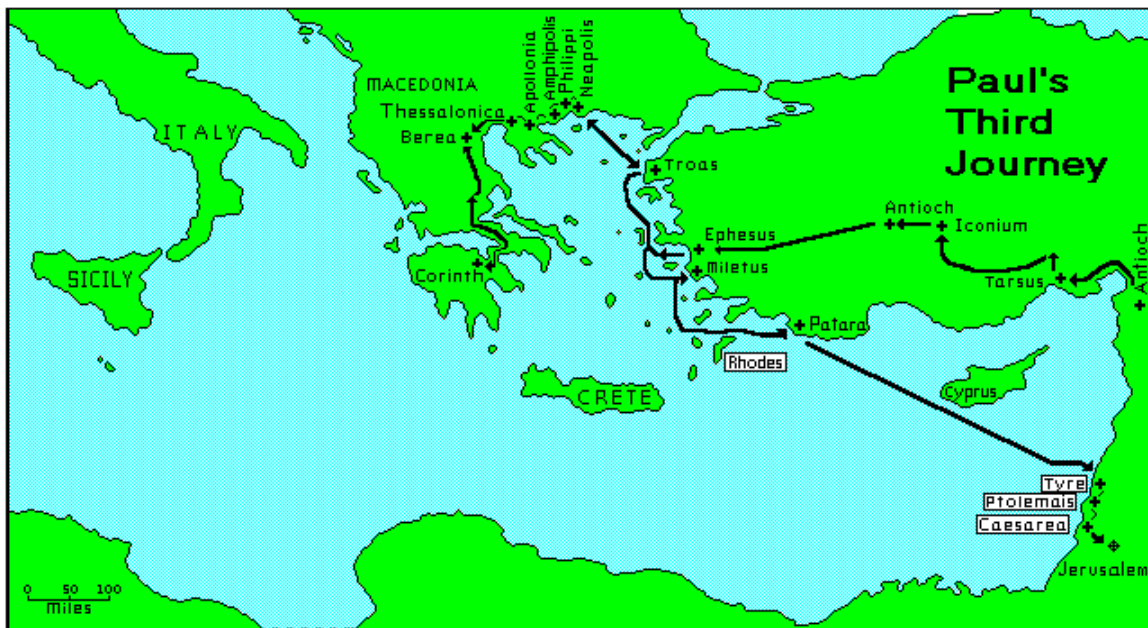 Paul's
Third
Journey
ITALY
MACEDONIA
Thessalonica
Berea
Apolonia
Amphipolis
Philippi
Neapolis
Troas
Antioch
Iconium
Ephesus
Miletus
Tarsus
Antioch
SICILY
Corinth
Patara
Rhodes
CRETE
Cyprus
Tyre
Ptolemais
Caesarea
Jerusalem
0 50 100
Miles